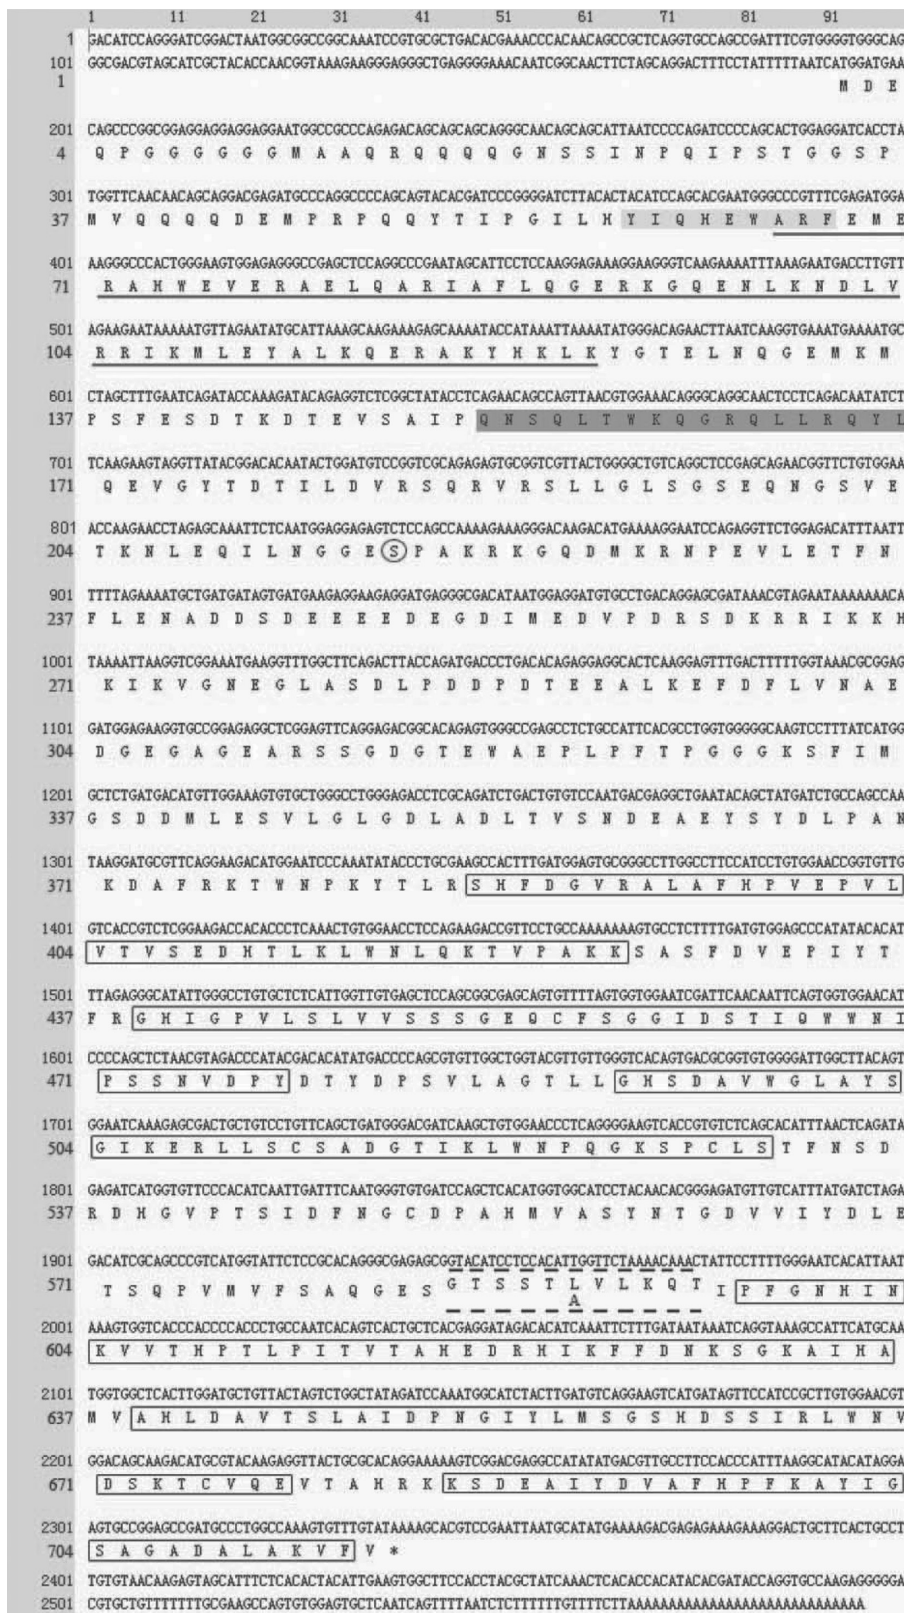 1 11 21 31 41 51 61 71 81 91
1 GACATCCAGGGATCGGACTAATGGCGGCCGGCAAATCCGTGCGCTGACACGAAACCCACAACAGCCGCTCAGGTGCCAGCCGATTTCGTGGGGTGGGCAG
101 GGCGACGTAGCATCGCTACACCAACGGTAAAGAAGGGAGGGCTGAGGGGAAACAATCGGCAACTTCTAGCAGGACTTTCCTATTTTTAATCATGGATGAA
1 M D E
201 CAGCCCGGCGGAGGAGGAGGAGGAATGGCCGCCCAGAGACAGCAGCAGCAGGGCAACAGCAGCATTAATCCCCAGATCCCCAGCACTGGAGGATCACCTA
4 Q P G G G G G G M A A Q R Q Q Q Q G N S S I N P Q I P S T G G S P
301 TGGTTCAACAACAGCAGGACGAGATGCCCAGGCCCCAGCAGTACACGATCCCGGGGATCTTACACTACATCCAGCACGAATGGGCCCGTTTCGAGATGGA
37 M V Q Q Q Q D E M P R P Q Q Y T I P G I L H Y I Q H E W A R F E M E
401 AAGGGCCCACTGGGAAGTGGAGAGGGCCGAGCTCCAGGCCCGAATAGCATTCCTCCAAGGAGAAAGGAAGGGTCAAGAAAATTTAAAGAATGACCTTGTT
71 R A H W E V E R A E L Q A R I A F L Q G E R K G Q E N L K N D L V
501 AGAAGAATAAAAATGTTAGAATATGCATTAAAGCAAGAAAGAGCAAAATACCATAAATTAAAATATGGGACAGAACTTAATCAAGGTGAAATGAAAATGC
104 R R I K M L E Y A L K Q E R A K Y H K L K Y G T E L N Q G E M K M
601 CTAGCTTTGAATCAGATACCAAAGATACAGAGGTCTCGGCTATACCTCAGAACAGCCAGTTAACGTGGAAACAGGGCAGGCAACTCCTCAGACAATATCT
137 P S F E S D T K D T E V S A I P Q N S Q L T W K Q G R Q L L R Q Y L
701 TCAAGAAGTAGGTTATACGGACACAATACTGGATGTCCGGTCGCAGAGAGTGCGGTCGTTACTGGGGCTGTCAGGCTCCGAGCAGAACGGTTCTGTGGAA
171 Q E V G Y T D T I L D V R S Q R V R S L L G L S G S E Q N G S V E
801 ACCAAGAACCTAGAGCAAATTCTCAATGGAGGAGAGTCTCCAGCCAAAAGAAAGGGACAAGACATGAAAAGGAATCCAGAGGTTCTGGAGACATTTAATT
204 T K N L E Q I L N G G E S P A K R K G Q D M K R N P E V L E T F N
901 TTTTAGAAAATGCTGATGATAGTGATGAAGAGGAAGAGGATGAGGGCGACATAATGGAGGATGTGCCTGACAGGAGCGATAAACGTAGAATAAAAAAACA
237 F L E N A D D S D E E E E D E G D I M E D V P D R S D K R R I K K H
1001 TAAAATTAAGGTCGGAAATGAAGGTTTGGCTTCAGACTTACCAGATGACCCTGACACAGAGGAGGCACTCAAGGAGTTTGACTTTTTGGTAAACGCGGAG
271 K I K V G N E G L A S D L P D D P D T E E A L K E F D F L V N A E
1101 GATGGAGAAGGTGCCGGAGAGGCTCGGAGTTCAGGAGACGGCACAGAGTGGGCCGAGCCTCTGCCATTCACGCCTGGTGGGGGCAAGTCCTTTATCATGG
304 D G E G A G E A R S S G D G T E W A E P L P F T P G G G K S F I M
1201 GCTCTGATGACATGTTGGAAAGTGTGCTGGGCCTGGGAGACCTCGCAGATCTGACTGTGTCCAATGACGAGGCTGAATACAGCTATGATCTGCCAGCCAA
337 G S D D M L E S V L G L G D L A D L T V S N D E A E Y S Y D L P A N
1301 TAAGGATGCGTTCAGGAAGACATGGAATCCCAAATATACCCTGCGAAGCCACTTTGATGGAGTGCGGGCCTTGGCCTTCCATCCTGTGGAACCGGTGTTG
371 K D A F R K T W N P K Y T L R S H F D G V R A L A F H P V E P V L
1401 GTCACCGTCTCGGAAGACCACACCCTCAAACTGTGGAACCTCCAGAAGACCGTTCCTGCCAAAAAAAGTGCCTCTTTTGATGTGGAGCCCATATACACAT
404 V T V S E D H T L K L W N L Q K T V P A K K S A S F D V E P I Y T
1501 TTAGAGGGCATATTGGGCCTGTGCTCTCATTGGTTGTGAGCTCCAGCGGCGAGCAGTGTTTTAGTGGTGGAATCGATTCAACAATTCAGTGGTGGAACAT
437 F R G H I G P V L S L V V S S S G E Q C F S G G I D S T I Q W W N I
1601 CCCCAGCTCTAACGTAGACCCATACGACACATATGACCCCAGCGTGTTGGCTGGTACGTTGTTGGGTCACAGTGACGCGGTGTGGGGATTGGCTTACAGT
471 P S S N V D P Y D T Y D P S V L A G T L L G H S D A V W G L A Y S
1701 GGAATCAAAGAGCGACTGCTGTCCTGTTCAGCTGATGGGACGATCAAGCTGTGGAACCCTCAGGGGAAGTCACCGTGTCTCAGCACATTTAACTCAGATA
504 G I K E R L L S C S A D G T I K L W N P Q G K S P C L S T F N S D
1801 GAGATCATGGTGTTCCCACATCAATTGATTTCAATGGGTGTGATCCAGCTCACATGGTGGCATCCTACAACACGGGAGATGTTGTCATTTATGATCTAGA
537 R D H G V P T S I D F N G C D P A H M V A S Y N T G D V V I Y D L E
1901 GACATCGCAGCCCGTCATGGTATTCTCCGCACAGGGCGAGAGCGGTACATCCTCCACATTGGTTCTAAAACAAACTATTCCTTTTGGGAATCACATTAAT
571 T S Q P V M V F S A Q G E S G T S S T L V L K Q T I P F G N H I N
A
2001 AAAGTGGTCACCCACCCCACCCTGCCAATCACAGTCACTGCTCACGAGGATAGACACATCAAATTCTTTGATAATAAATCAGGTAAAGCCATTCATGCAA
604 K V V T H P T L P I T V T A H E D R H I K F F D N K S G K A I H A
2101 TGGTGGCTCACTTGGATGCTGTTACTAGTCTGGCTATAGATCCAAATGGCATCTACTTGATGTCAGGAAGTCATGATAGTTCCATCCGCTTGTGGAACGT
637 M V A H L D A V T S L A I D P N G I Y L M S G S H D S S I R L W N V
2201 GGACAGCAAGACATGCGTACAAGAGGTTACTGCGCACAGGAAAAAGTCGGACGAGGCCATATATGACGTTGCCTTCCACCCATTTAAGGCATACATAGGA
671 D S K T C V Q E V T A H R K K S D E A I Y D V A F H P F K A Y I G
2301 AGTGCCGGAGCCGATGCCCTGGCCAAAGTGTTTGTATAAAAGCACGTCCGAATTAATGCATATGAAAAGACGAGAGAAAGAAAGGACTGCTTCACTGCCT
704 S A G A D A L A K V F V *
2401 TGTGTAACAAGAGTAGCATTTCTCACACTACATTGAAGTGGCTTCCACCTACGCTATCAAACTCACACCACATACACGATACCAGGTGCCAAGAGGGGGA
2501 CGTGCTGTTTTTTTGCGAAGCCAGTGTGGAGTGCTCAATCAGTTTTAATCTCTTTTTTGTTTTCTTAAAAAAAAAAAAAAAAAAAAAAAAAAAA